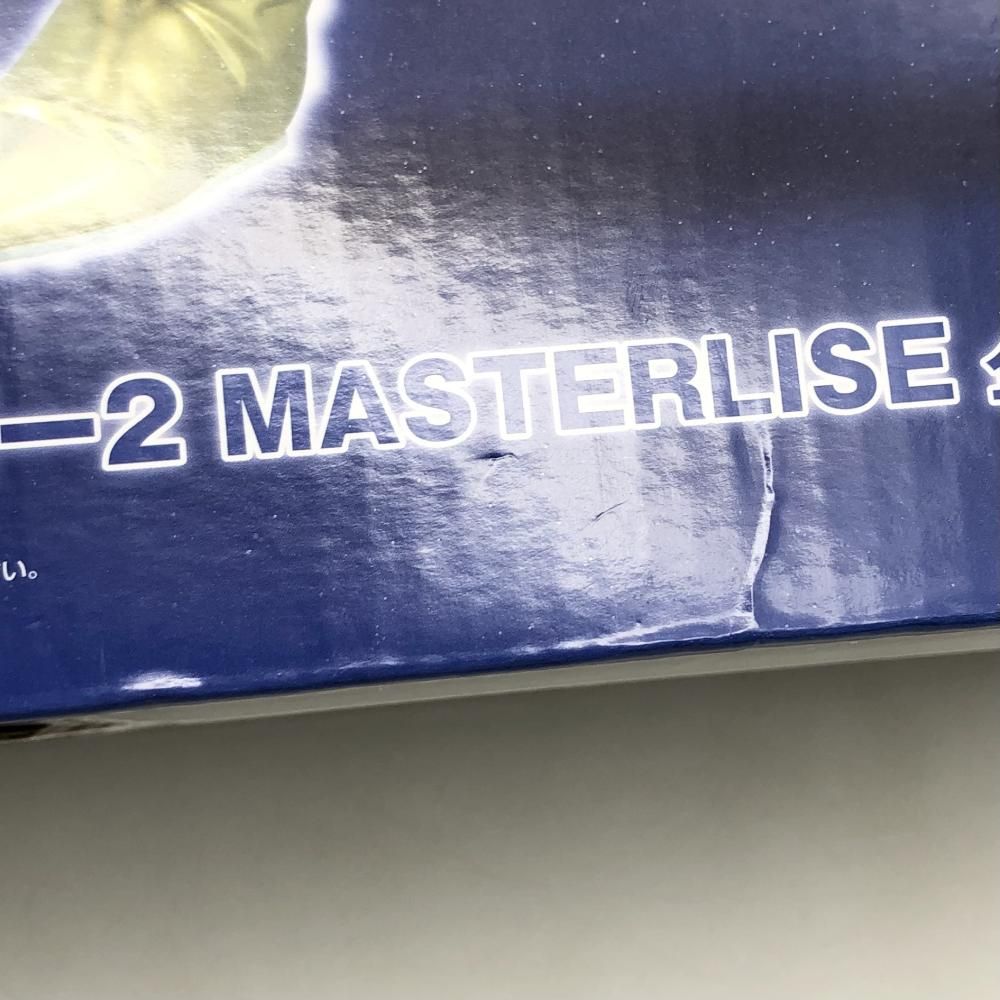 ー2 MASTERLISE
い。